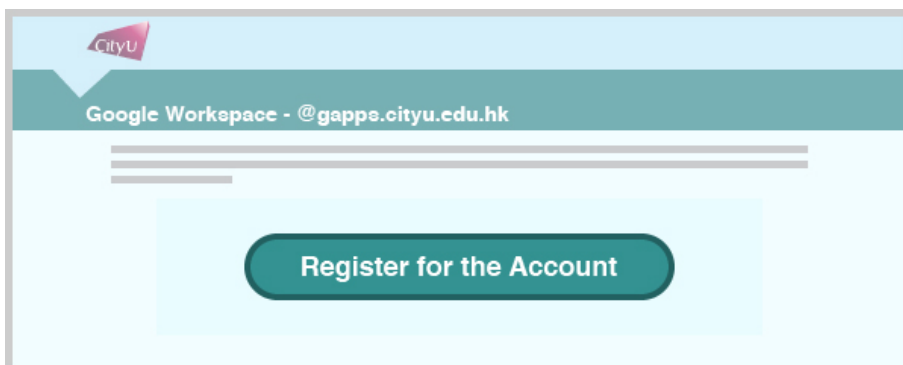 CityU
Google Workspace - @gapps.cityu.edu.hk
Register for the Account